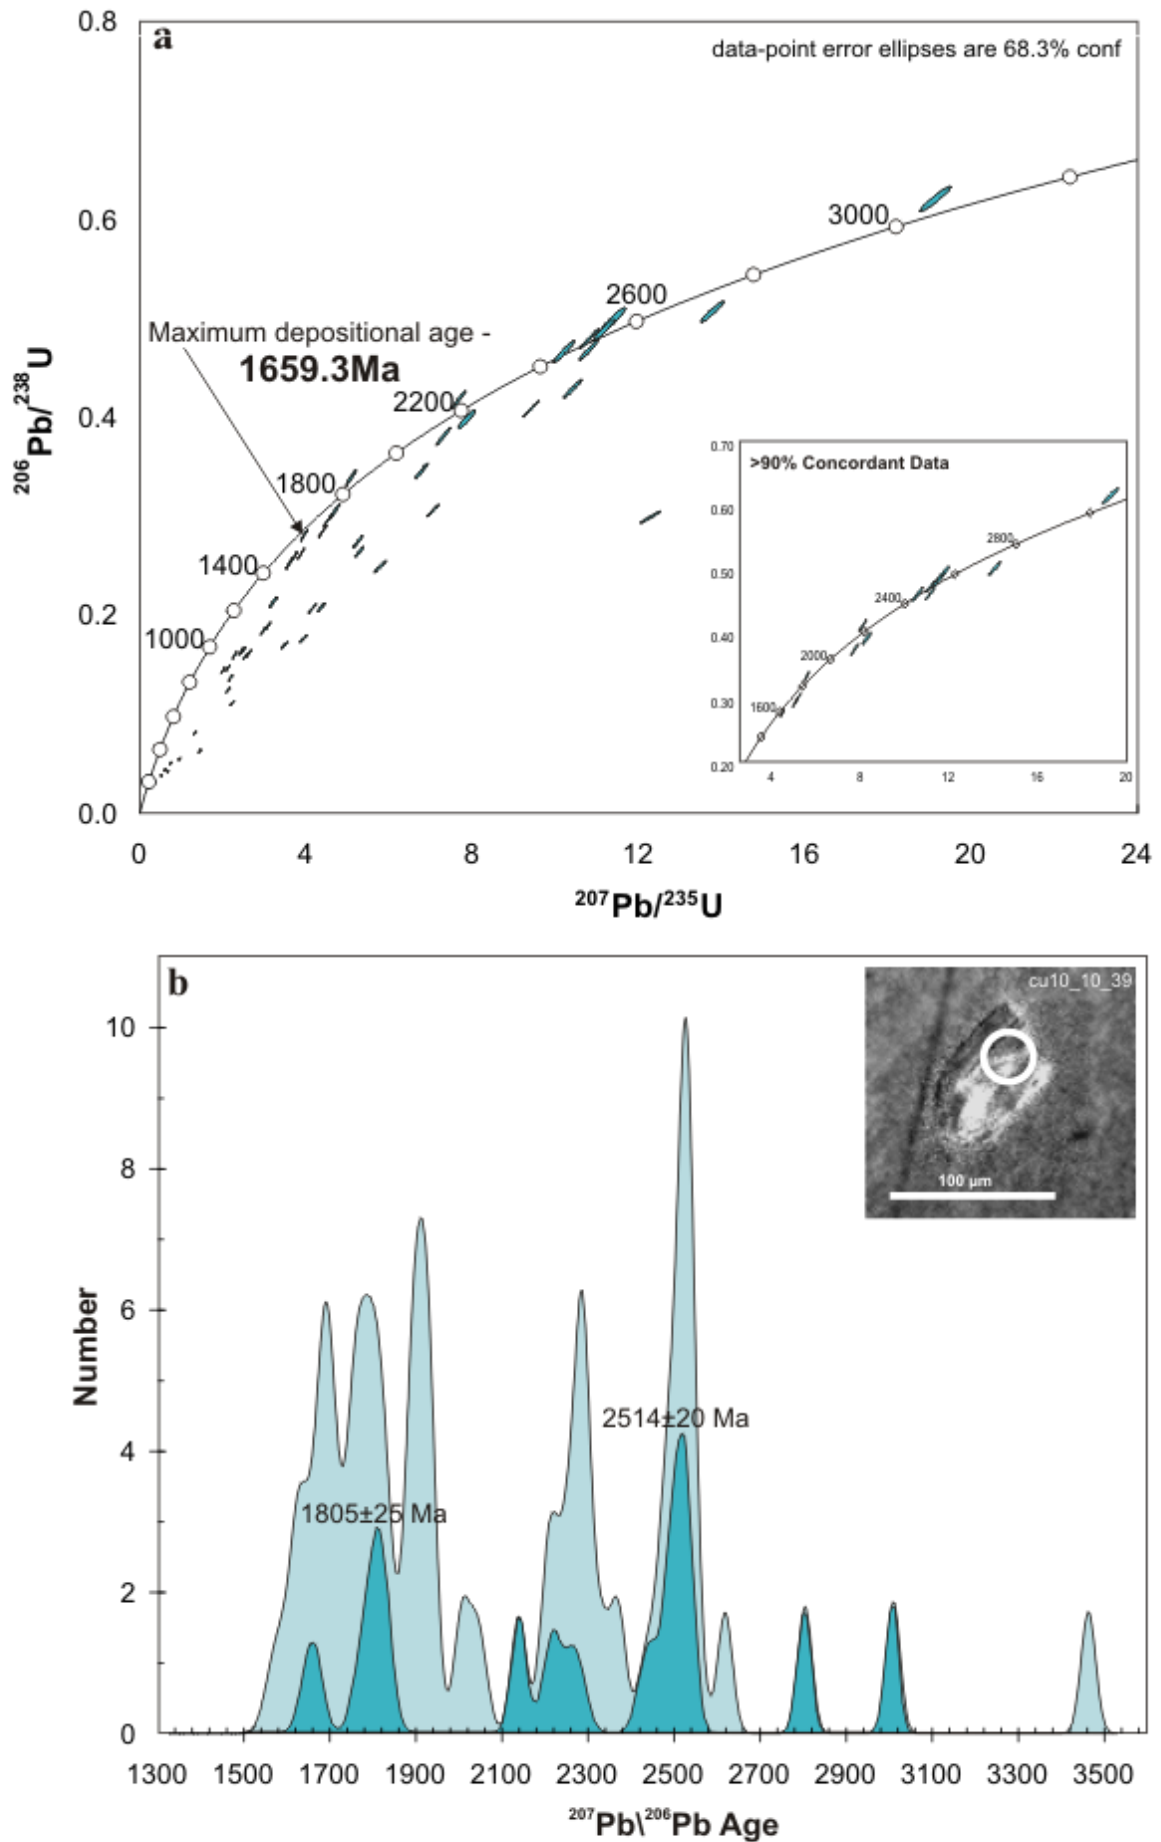 a
data-point error ellipses are 68.3% conf
0.8
0.6
0.4
0.2
0.0
²⁰⁶Pb/²³⁸U
3000
2600
2200
1800
1400
1000
Maximum depositional age -
1659.3Ma
>90% Concordant Data
0.70
0.60
0.50
0.40
0.30
0.20
2800
2400
2000
1600
4 8 12 16 20
0 4 8 12 16 20 24
²⁰⁷Pb/²³⁵U
b
cu10_10_39
100 µm
10
8
6
4
2
0
Number
2514±20 Ma
1805±25 Ma
1300 1500 1700 1900 2100 2300 2500 2700 2900 3100 3300 3500
²⁰⁷Pb\²⁰⁶Pb Age